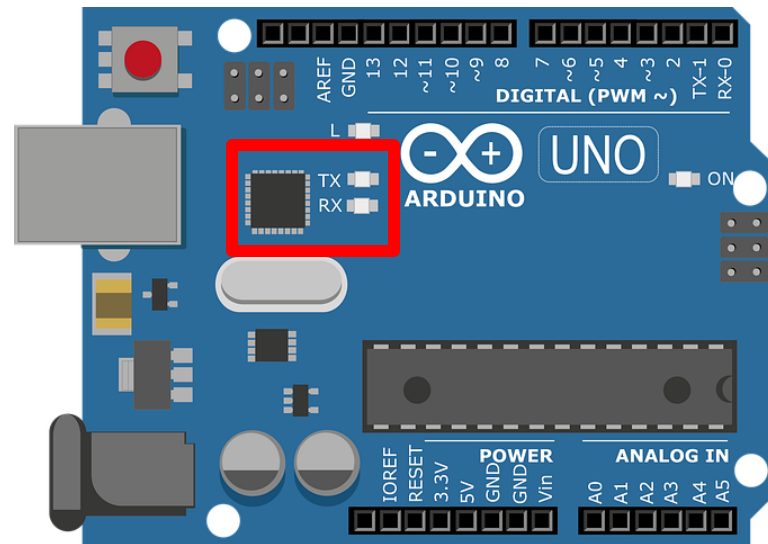 AREF
GND
13
12
~11
~10
~9
8
7
~6
~5
4
~3
2
TX-1
RX-0
DIGITAL (PWM ~)
L
TX
RX
- +
ARDUINO
UNO
ON
POWER
ANALOG IN
IOREF
RESET
3.3V
5V
GND
GND
Vin
A0
A1
A2
A3
A4
A5